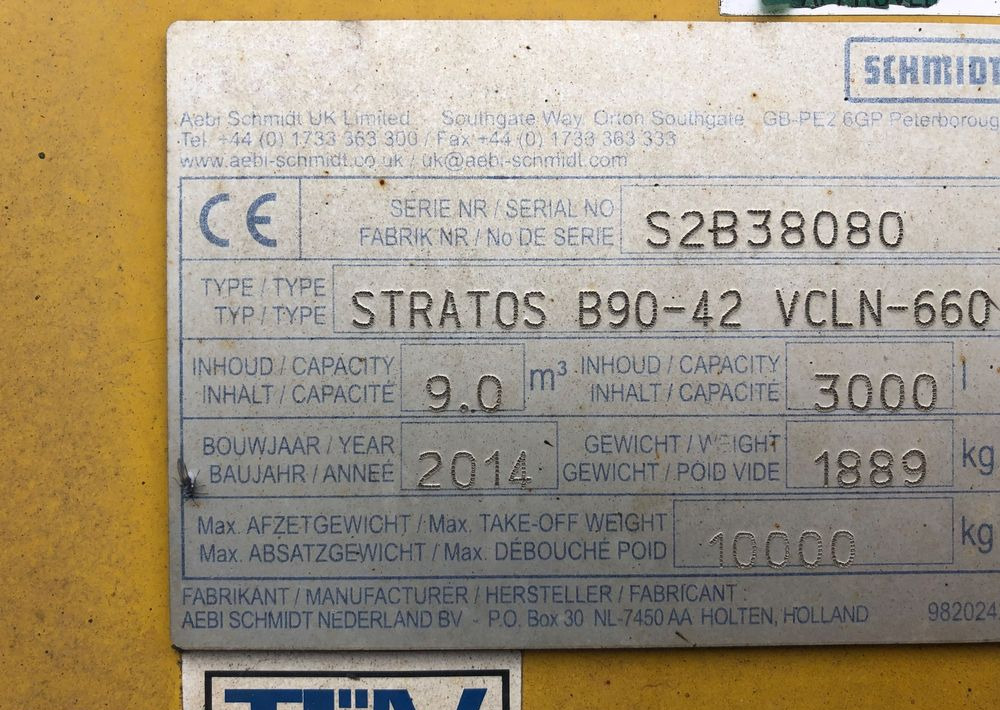 SCHMIDT
Aebi Schmidt UK Limited Southgate Way, Orton Southgate GB-PE2 6GP Peterboroug
Tel +44 (0) 1733 363 300 / Fax +44 (0) 1733 363 333
www.aebi-schmidt.co.uk / uk@aebi-schmidt.com
CE
SERIE NR / SERIAL NO
FABRIK NR / No DE SERIE
S2B38080
TYPE / TYPE
TYP / TYPE
STRATOS B90-42 VCLN-660
INHOUD / CAPACITY
INHALT / CAPACITÉ
9.0 m³
INHOUD / CAPACITY
INHALT / CAPACITÉ
3000 l
BOUWJAAR / YEAR
BAUJAHR / ANNEÉ
2014
GEWICHT / WEIGHT
GEWICHT / POID VIDE
1889 kg
Max. AFZETGEWICHT / Max. TAKE-OFF WEIGHT
Max. ABSATZGEWICHT / Max. DÉBOUCHÉ POID
10000 kg
FABRIKANT / MANUFACTURER / HERSTELLER / FABRICANT
AEBI SCHMIDT NEDERLAND BV - P.O. Box 30 NL-7450 AA HOLTEN, HOLLAND 982024
TÜV